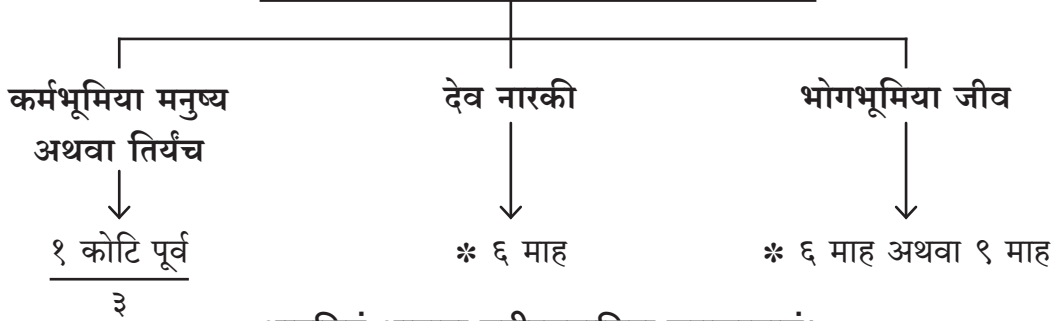 कर्मभूमिया मनुष्य
अथवा तिर्यंच
देव नारकी
भोगभूमिया जीव
१ कोटि पूर्व
३
* ६ माह
* ६ माह अथवा ९ माह